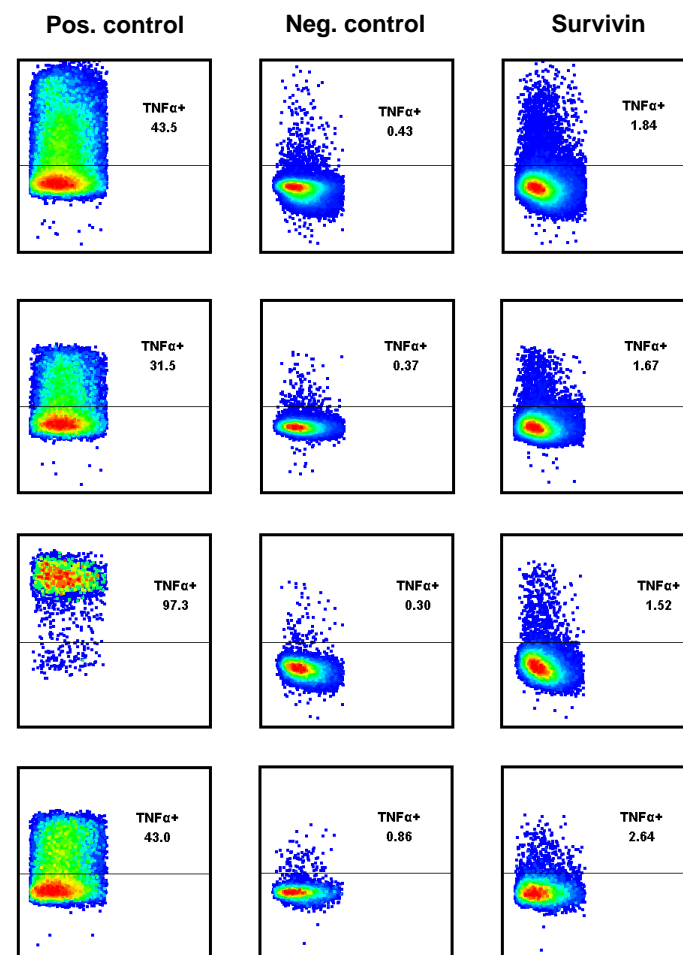 Pos. control Neg. control Survivin
TNFα+ TNFα+ TNFα+
43.5 0.43 1.84
TNFα+ TNFα+ TNFα+
31.5 0.37 1.67
TNFα+ TNFα+ TNFα+
97.3 0.30 1.52
TNFα+ TNFα+ TNFα+
43.0 0.86 2.64